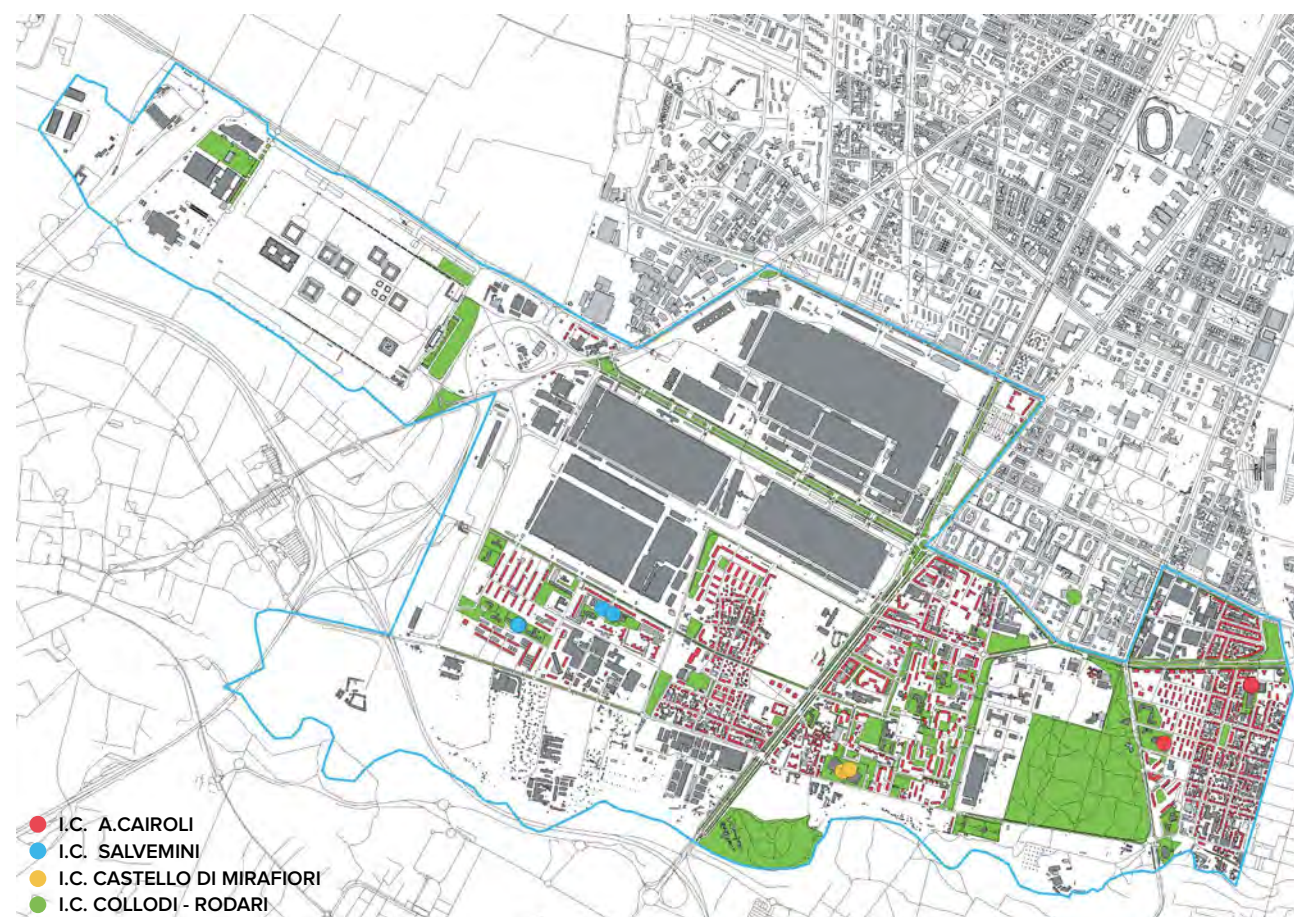 I.C. A.CAIROLI
I.C. SALVEMINI
I.C. CASTELLO DI MIRAFIORI
I.C. COLLODI - RODARI